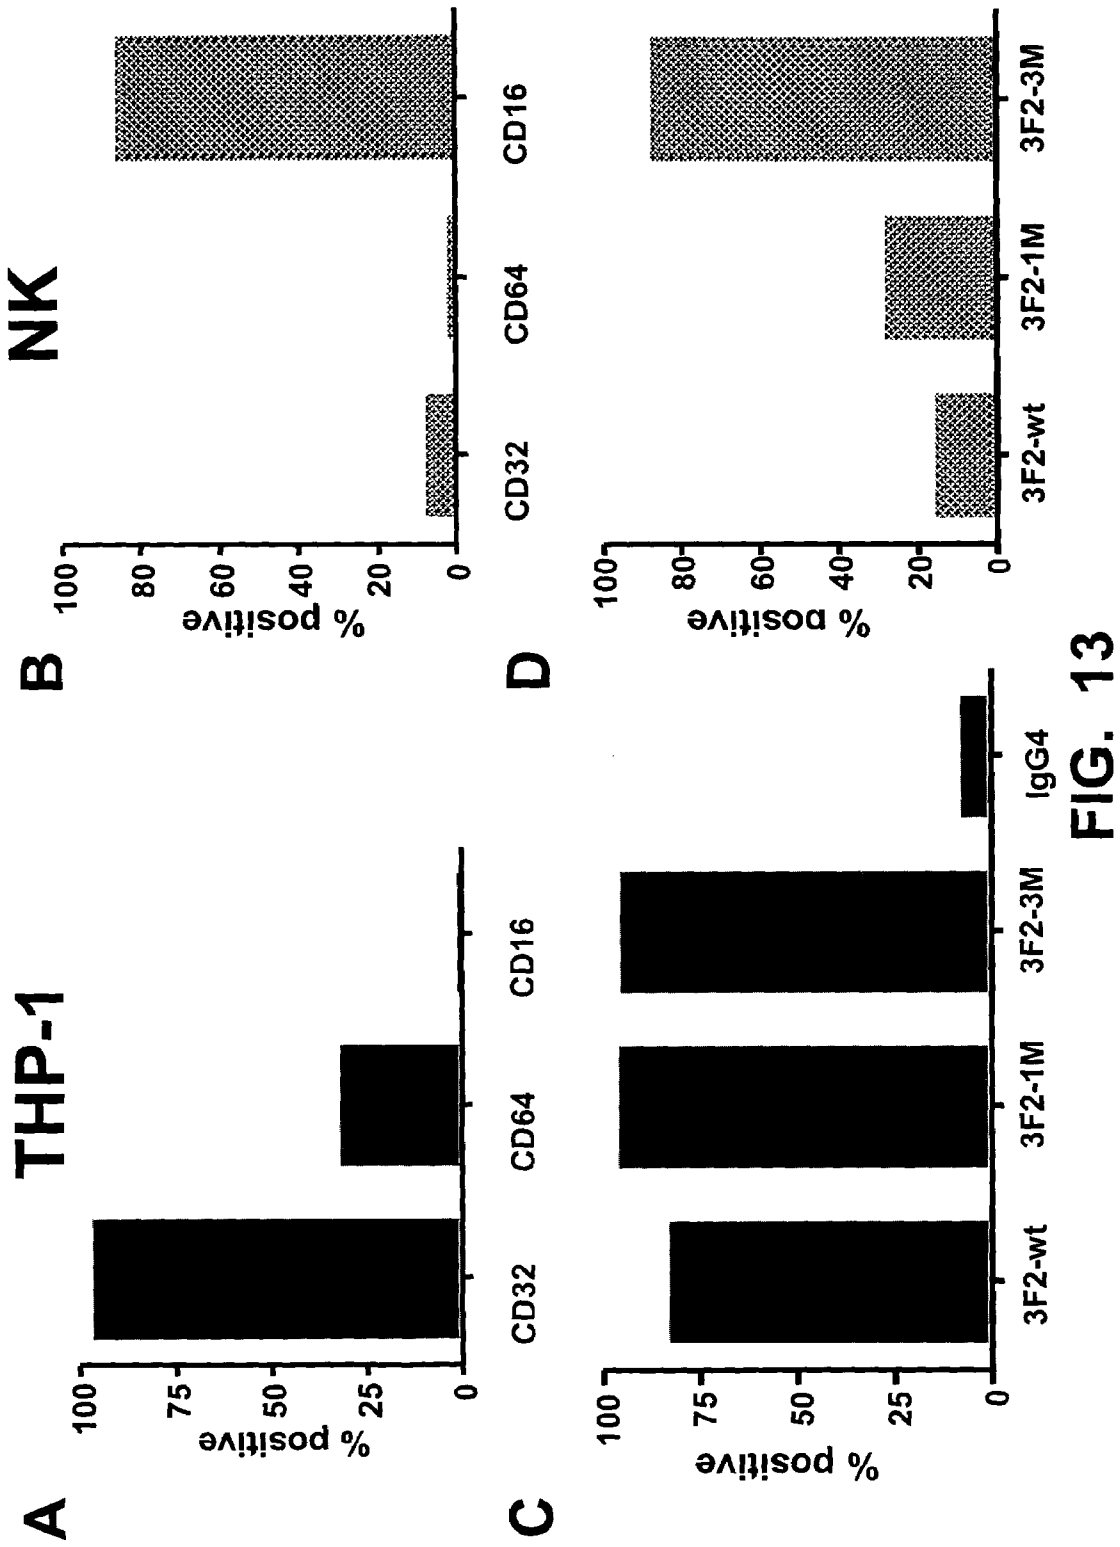 THP-1
NK
A
% positive
100
75
50
25
0
CD32
CD64
CD16
B
% positive
100
80
60
40
20
0
CD32
CD64
CD16
C
% positive
100
75
50
25
0
3F2-wt
3F2-1M
3F2-3M
IgG4
D
% positive
100
80
60
40
20
0
3F2-wt
3F2-1M
3F2-3M
FIG. 13